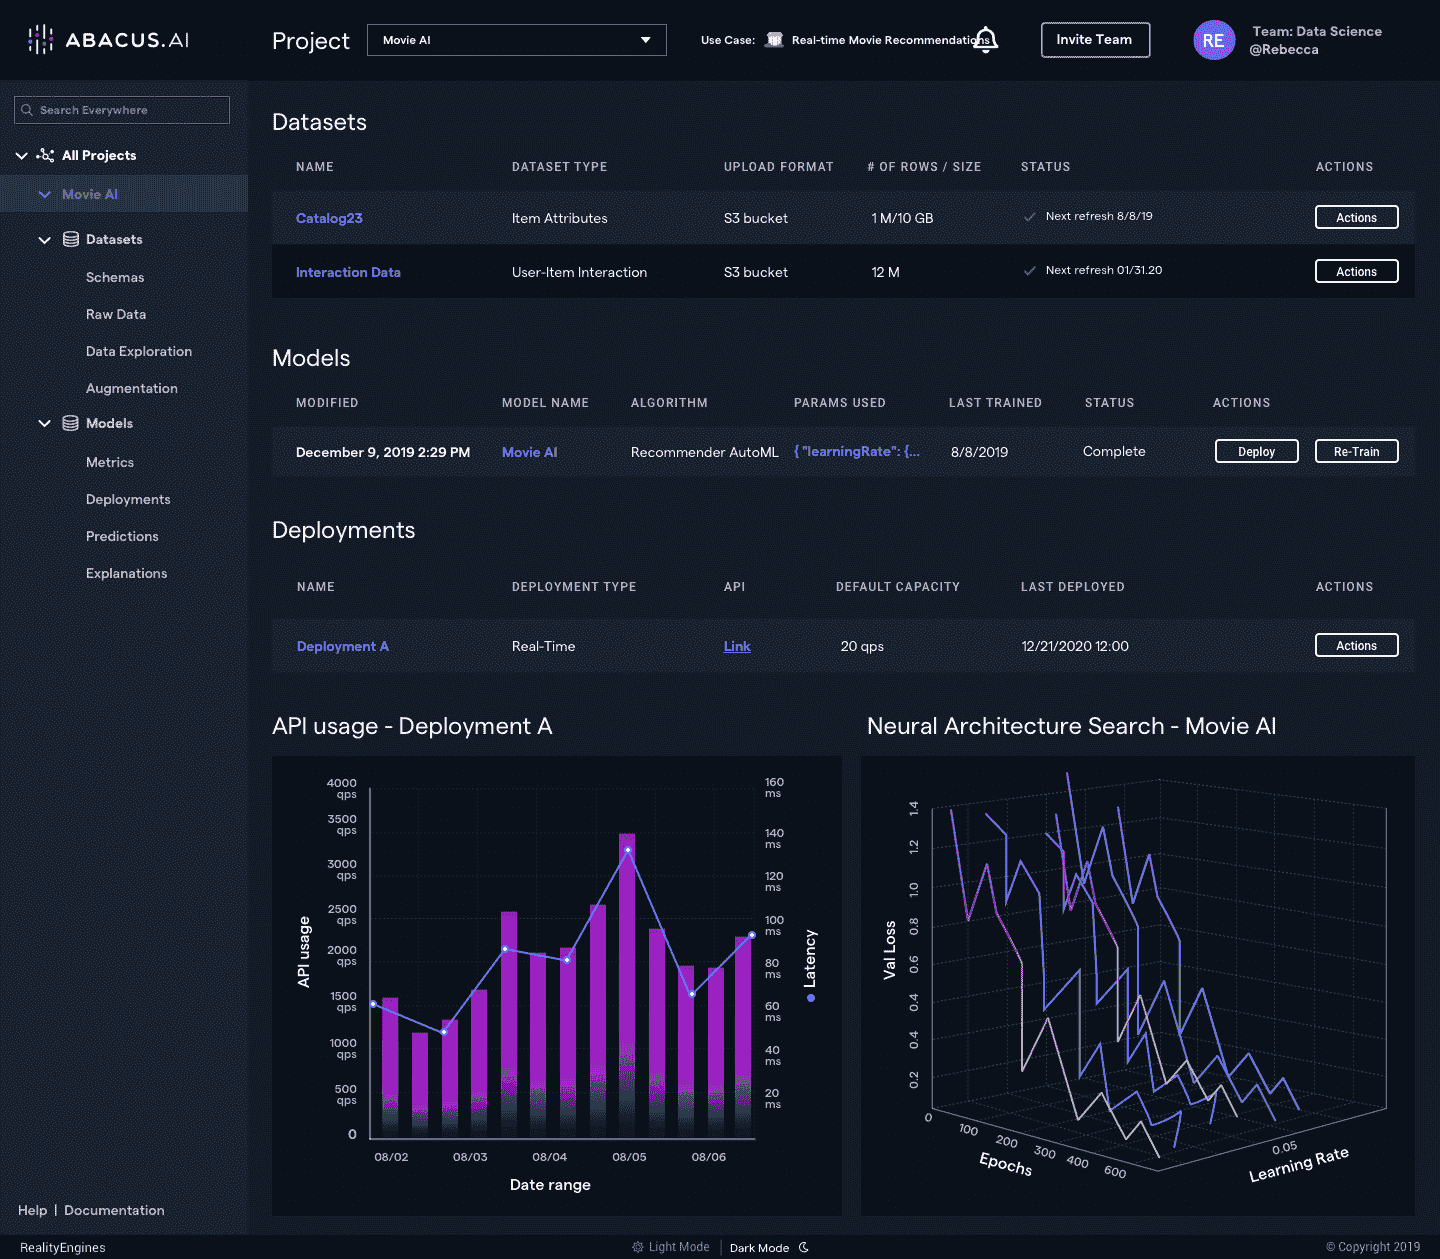 ABACUS.AI
Project
Movie AI
Use Case: Real-time Movie Recommendations
Invite Team
RE
Team: Data Science
@Rebecca
Search Everywhere
All Projects
Movie AI
Datasets
Schemas
Raw Data
Data Exploration
Augmentation
Models
Metrics
Deployments
Predictions
Explanations
Help | Documentation
Datasets
NAME DATASET TYPE UPLOAD FORMAT # OF ROWS / SIZE STATUS ACTIONS
Catalog23 Item Attributes S3 bucket 1 M/10 GB Next refresh 8/8/19 Actions
Interaction Data User-Item Interaction S3 bucket 12 M Next refresh 01/31.20 Actions
Models
MODIFIED MODEL NAME ALGORITHM PARAMS USED LAST TRAINED STATUS ACTIONS
December 9, 2019 2:29 PM Movie AI Recommender AutoML { "learningRate": {... 8/8/2019 Complete Deploy Re-Train
Deployments
NAME DEPLOYMENT TYPE API DEFAULT CAPACITY LAST DEPLOYED ACTIONS
Deployment A Real-Time Link 20 qps 12/21/2020 12:00 Actions
API usage - Deployment A
API usage
4000
qps
3500
qps
3000
qps
2500
qps
2000
qps
1500
qps
1000
qps
500
qps
0
160
ms
140
ms
120
ms
100
ms
80
ms
60
ms
40
ms
20
ms
Latency
08/02 08/03 08/04 08/05 08/06
Date range
Neural Architecture Search - Movie AI
Val Loss
1.4
1.2
1.0
0.8
0.6
0.4
0.4
0.2
0 100 200 300 400 600
Epochs
0.05
Learning Rate
RealityEngines
Light Mode | Dark Mode
© Copyright 2019